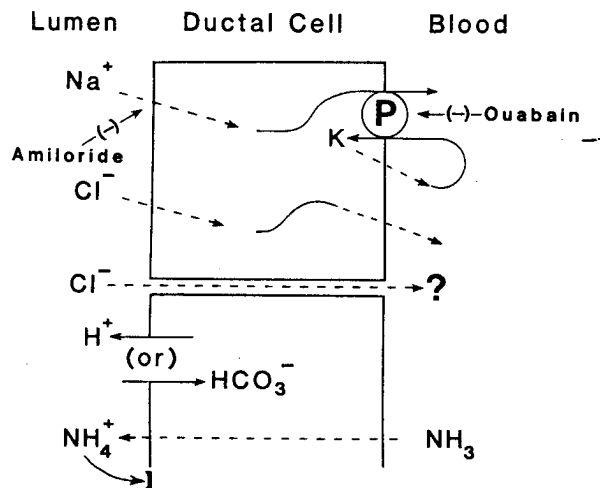 Lumen Ductal Cell Blood
Na⁺
P
(-)
(-)-Ouabain
Amiloride
K
Cl⁻
Cl⁻ ?
H⁺
(or)
HCO₃⁻
NH₄⁺ NH₃